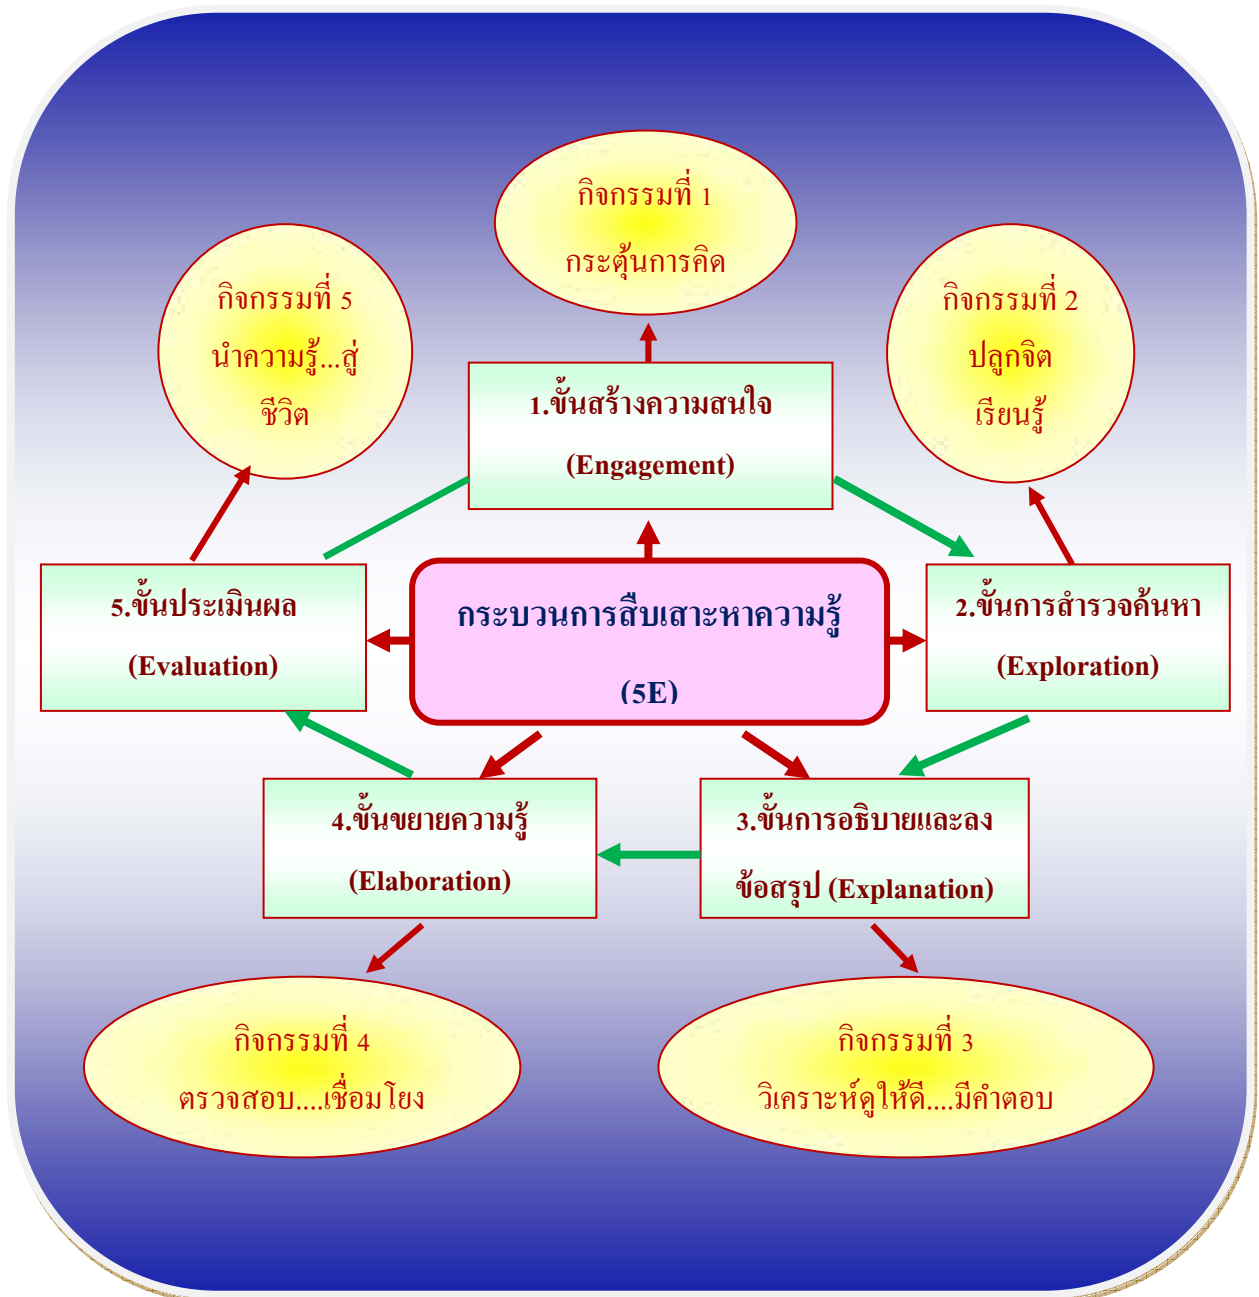 กิจกรรมที่ 1
กระตุ้นการคิด
กิจกรรมที่ 5
นำความรู้...สู่
ชีวิต
กิจกรรมที่ 2
ปลูกจิต
เรียนรู้
1.ขั้นสร้างความสนใจ
(Engagement)
5.ขั้นประเมินผล
(Evaluation)
กระบวนการสืบเสาะหาความรู้
(5E)
2.ขั้นการสำรวจค้นหา
(Exploration)
4.ขั้นขยายความรู้
(Elaboration)
3.ขั้นการอธิบายและลง
ข้อสรุป (Explanation)
กิจกรรมที่ 4
ตรวจสอบ....เชื่อมโยง
กิจกรรมที่ 3
วิเคราะห์ดูให้ดี....มีคำตอบ